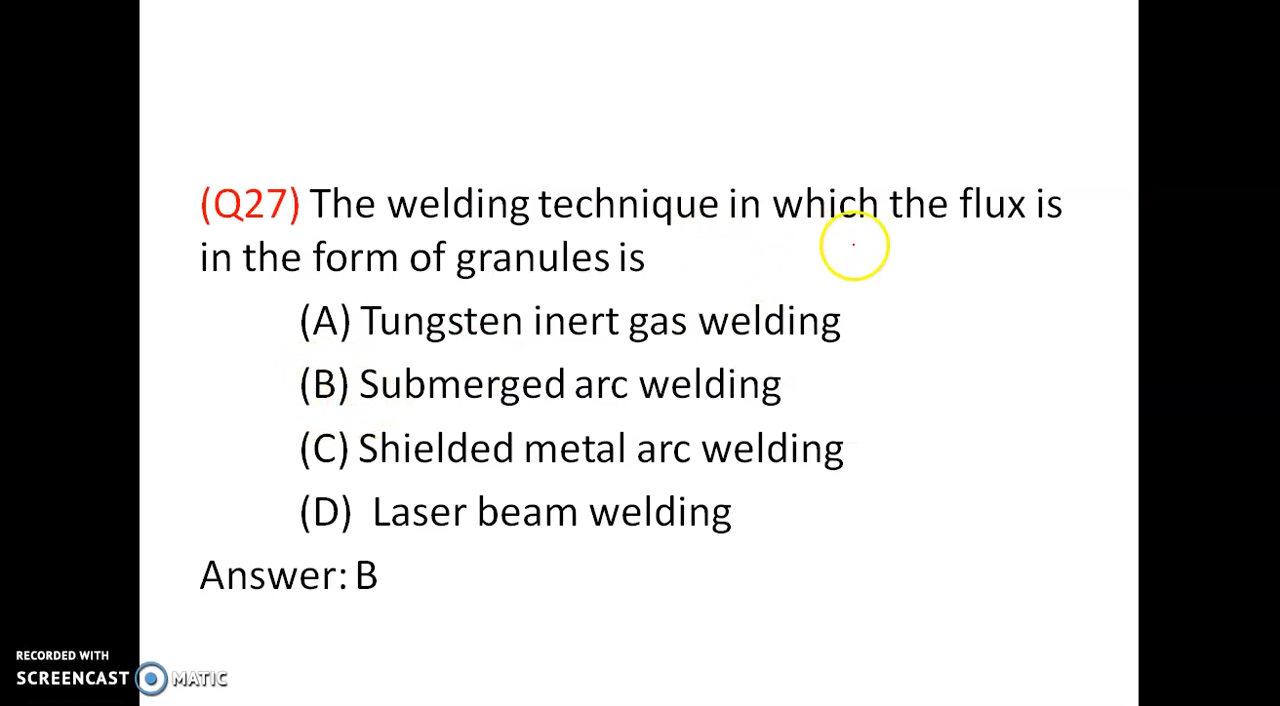 (Q27) The welding technique in which the flux is
in the form of granules is
(A) Tungsten inert gas welding
(B) Submerged arc welding
(C) Shielded metal arc welding
(D) Laser beam welding
Answer: B
RECORDED WITH
SCREENCAST MATIC